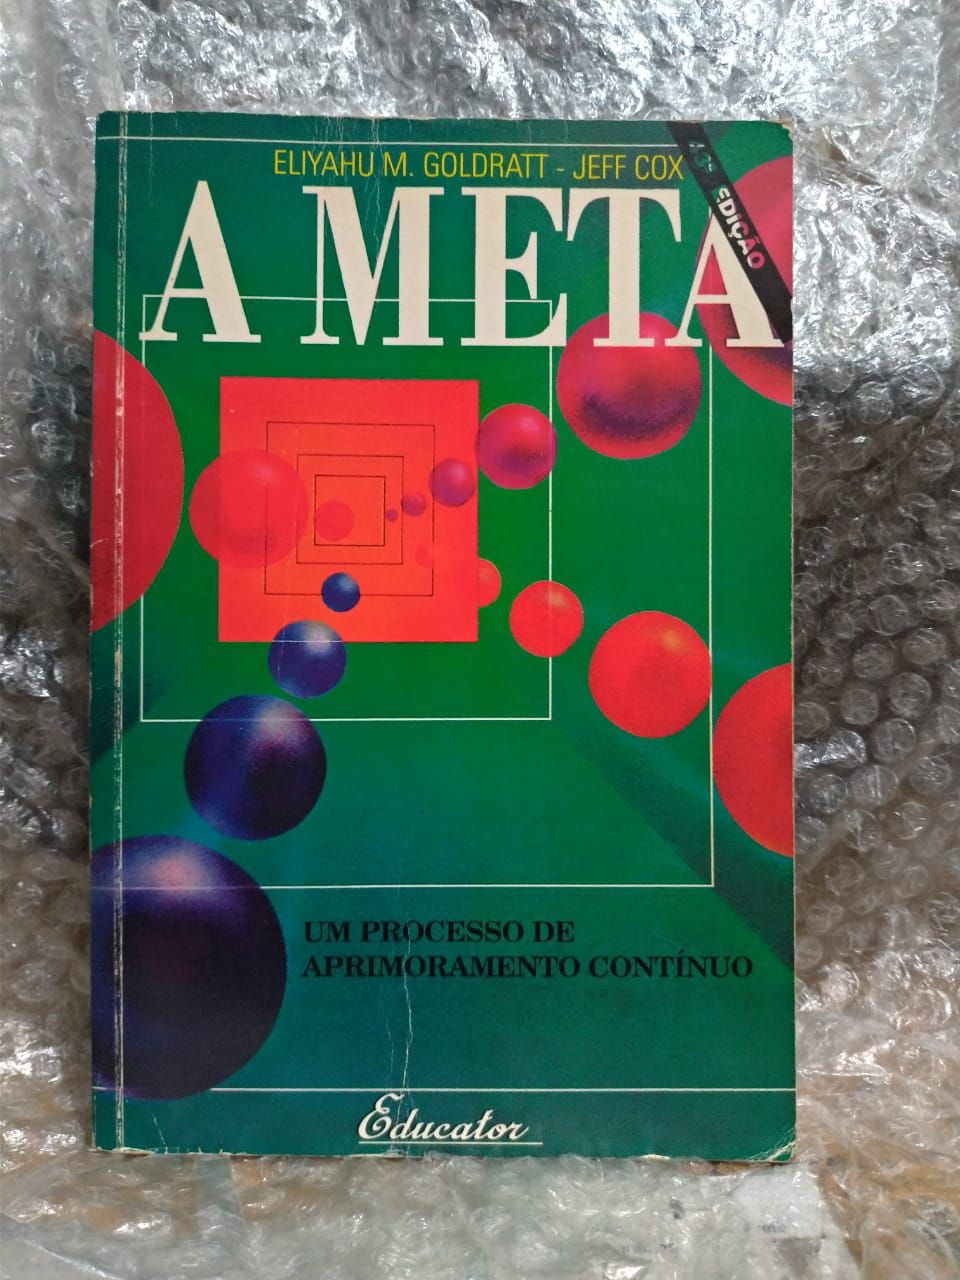 ELIYAHU M. GOLDRATT - JEFF COX
EDIÇÃO
A META
UM PROCESSO DE
APRIMORAMENTO CONTÍNUO
Educator